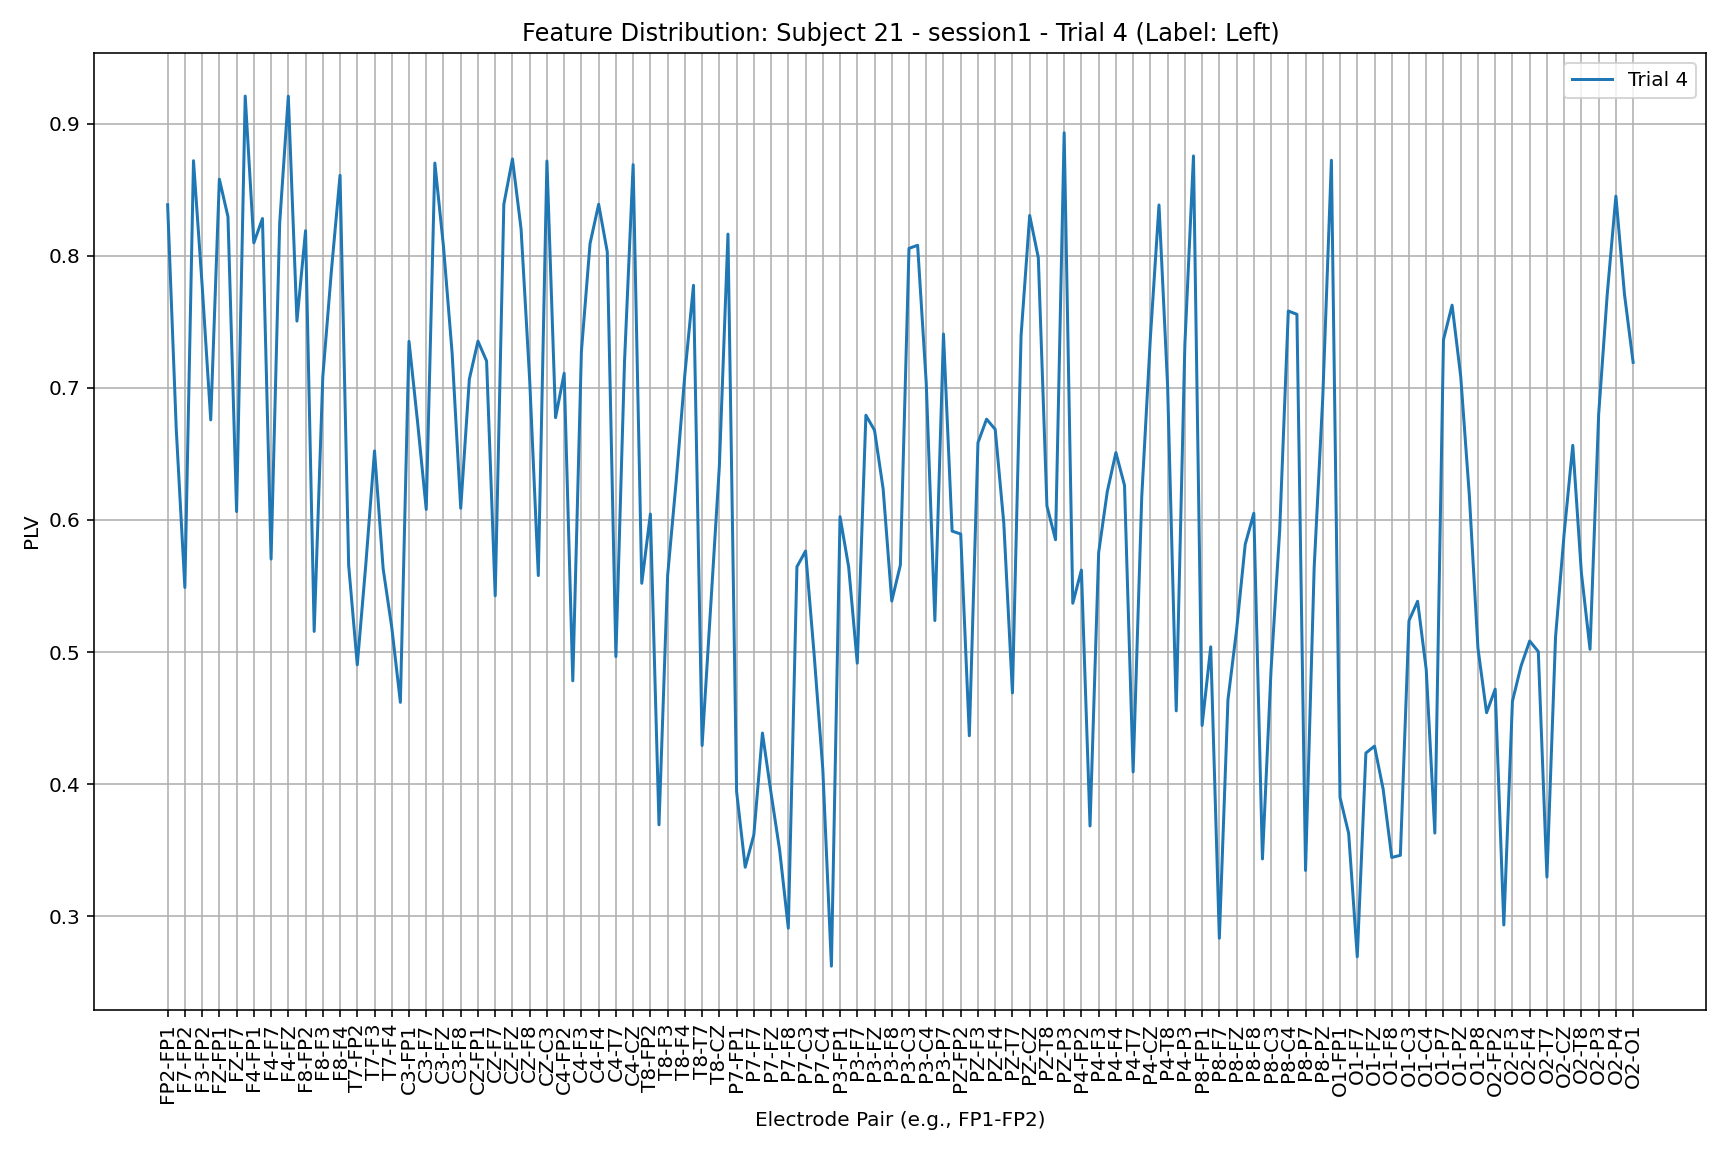 Feature Distribution: Subject 21 - session1 - Trial 4 (Label: Left)
Trial 4
PLV
0.9
0.8
0.7
0.6
0.5
0.4
0.3
FP2-FP1
F7-FP2
F3-FP2
FZ-FP1
FZ-F7
F4-FP1
F4-F7
F4-FZ
F8-FP2
F8-F3
F8-F4
T7-FP2
T7-F3
T7-F4
C3-FP1
C3-F7
C3-FZ
C3-F8
CZ-FP1
CZ-F7
CZ-FZ
CZ-F8
CZ-C3
C4-FP2
C4-F3
C4-F4
C4-T7
C4-CZ
T8-FP2
T8-F3
T8-F4
T8-T7
T8-CZ
P7-FP1
P7-F7
P7-FZ
P7-F8
P7-C3
P7-C4
P3-FP1
P3-F7
P3-FZ
P3-F8
P3-C3
P3-C4
P3-P7
PZ-FP2
PZ-F3
PZ-F4
PZ-T7
PZ-CZ
PZ-T8
PZ-P3
P4-FP2
P4-F3
P4-F4
P4-T7
P4-CZ
P4-T8
P4-P3
P8-FP1
P8-F7
P8-FZ
P8-F8
P8-C3
P8-C4
P8-P7
P8-PZ
O1-FP1
O1-F7
O1-FZ
O1-F8
O1-C3
O1-C4
O1-P7
O1-PZ
O1-P8
O2-FP2
O2-F3
O2-F4
O2-T7
O2-CZ
O2-T8
O2-P3
O2-P4
O2-O1
Electrode Pair (e.g., FP1-FP2)